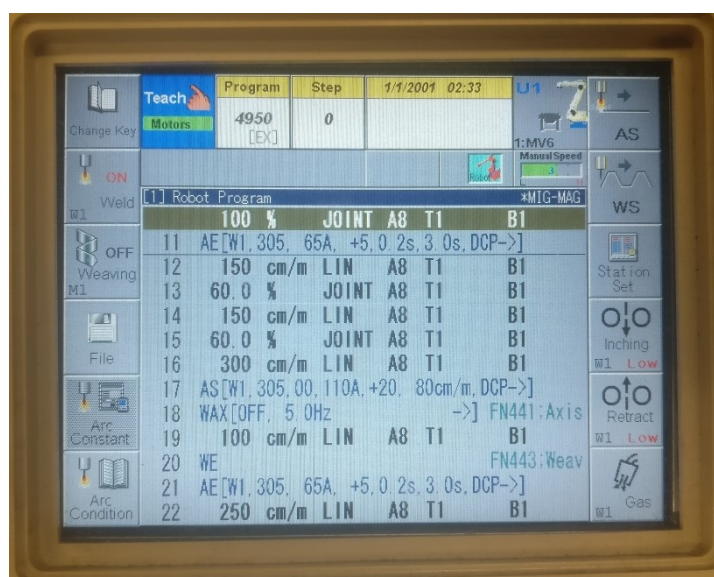 Change Key
Teach
Motors
Program
4950
[EX]
Step
0
1/1/2001 02:33
U1
1:MV6
AS
Robot
Manual Speed
3
ON
Weld
W1
WS
[1] Robot Program *MIG-MAG
100 % JOINT A8 T1 B1
11 AE[W1,305, 65A, +5,0.2s,3.0s,DCP->]
12 150 cm/m LIN A8 T1 B1
13 60.0 % JOINT A8 T1 B1
14 150 cm/m LIN A8 T1 B1
15 60.0 % JOINT A8 T1 B1
16 300 cm/m LIN A8 T1 B1
17 AS[W1,305,00,110A,+20, 80cm/m,DCP->]
18 WAX[OFF, 5.0Hz ->] FN441:Axis
19 100 cm/m LIN A8 T1 B1
20 WE FN443:Weav
21 AE[W1,305, 65A, +5,0.2s,3.0s,DCP->]
22 250 cm/m LIN A8 T1 B1
OFF
Weaving
M1
File
Arc
Constant
Arc
Condition
Station
Set
Inching
W1 Low
Retract
W1 Low
Gas
W1